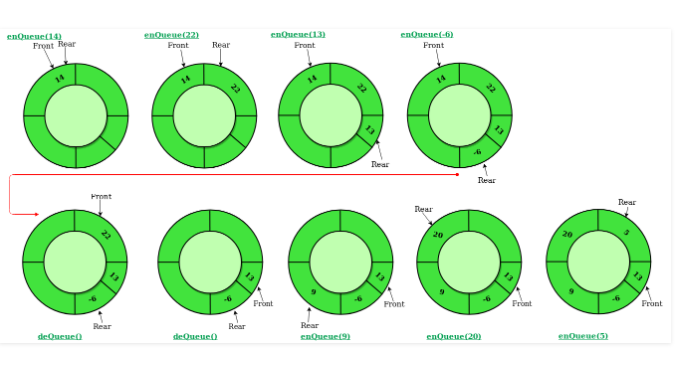 enQueue(14)
Front Rear
14
enQueue(22)
Front Rear
14
22
enQueue(13)
Front
14
22
13
Rear
enQueue(-6)
Front
14
22
13
-6
Rear
Front
22
13
-6
Rear
deQueue()
13
-6
Front
Rear
deQueue()
13
-6
9
Front
Rear
enQueue(9)
Rear
20
13
-6
9
Front
enQueue(20)
Rear
20
5
13
-6
9
Front
enQueue(5)